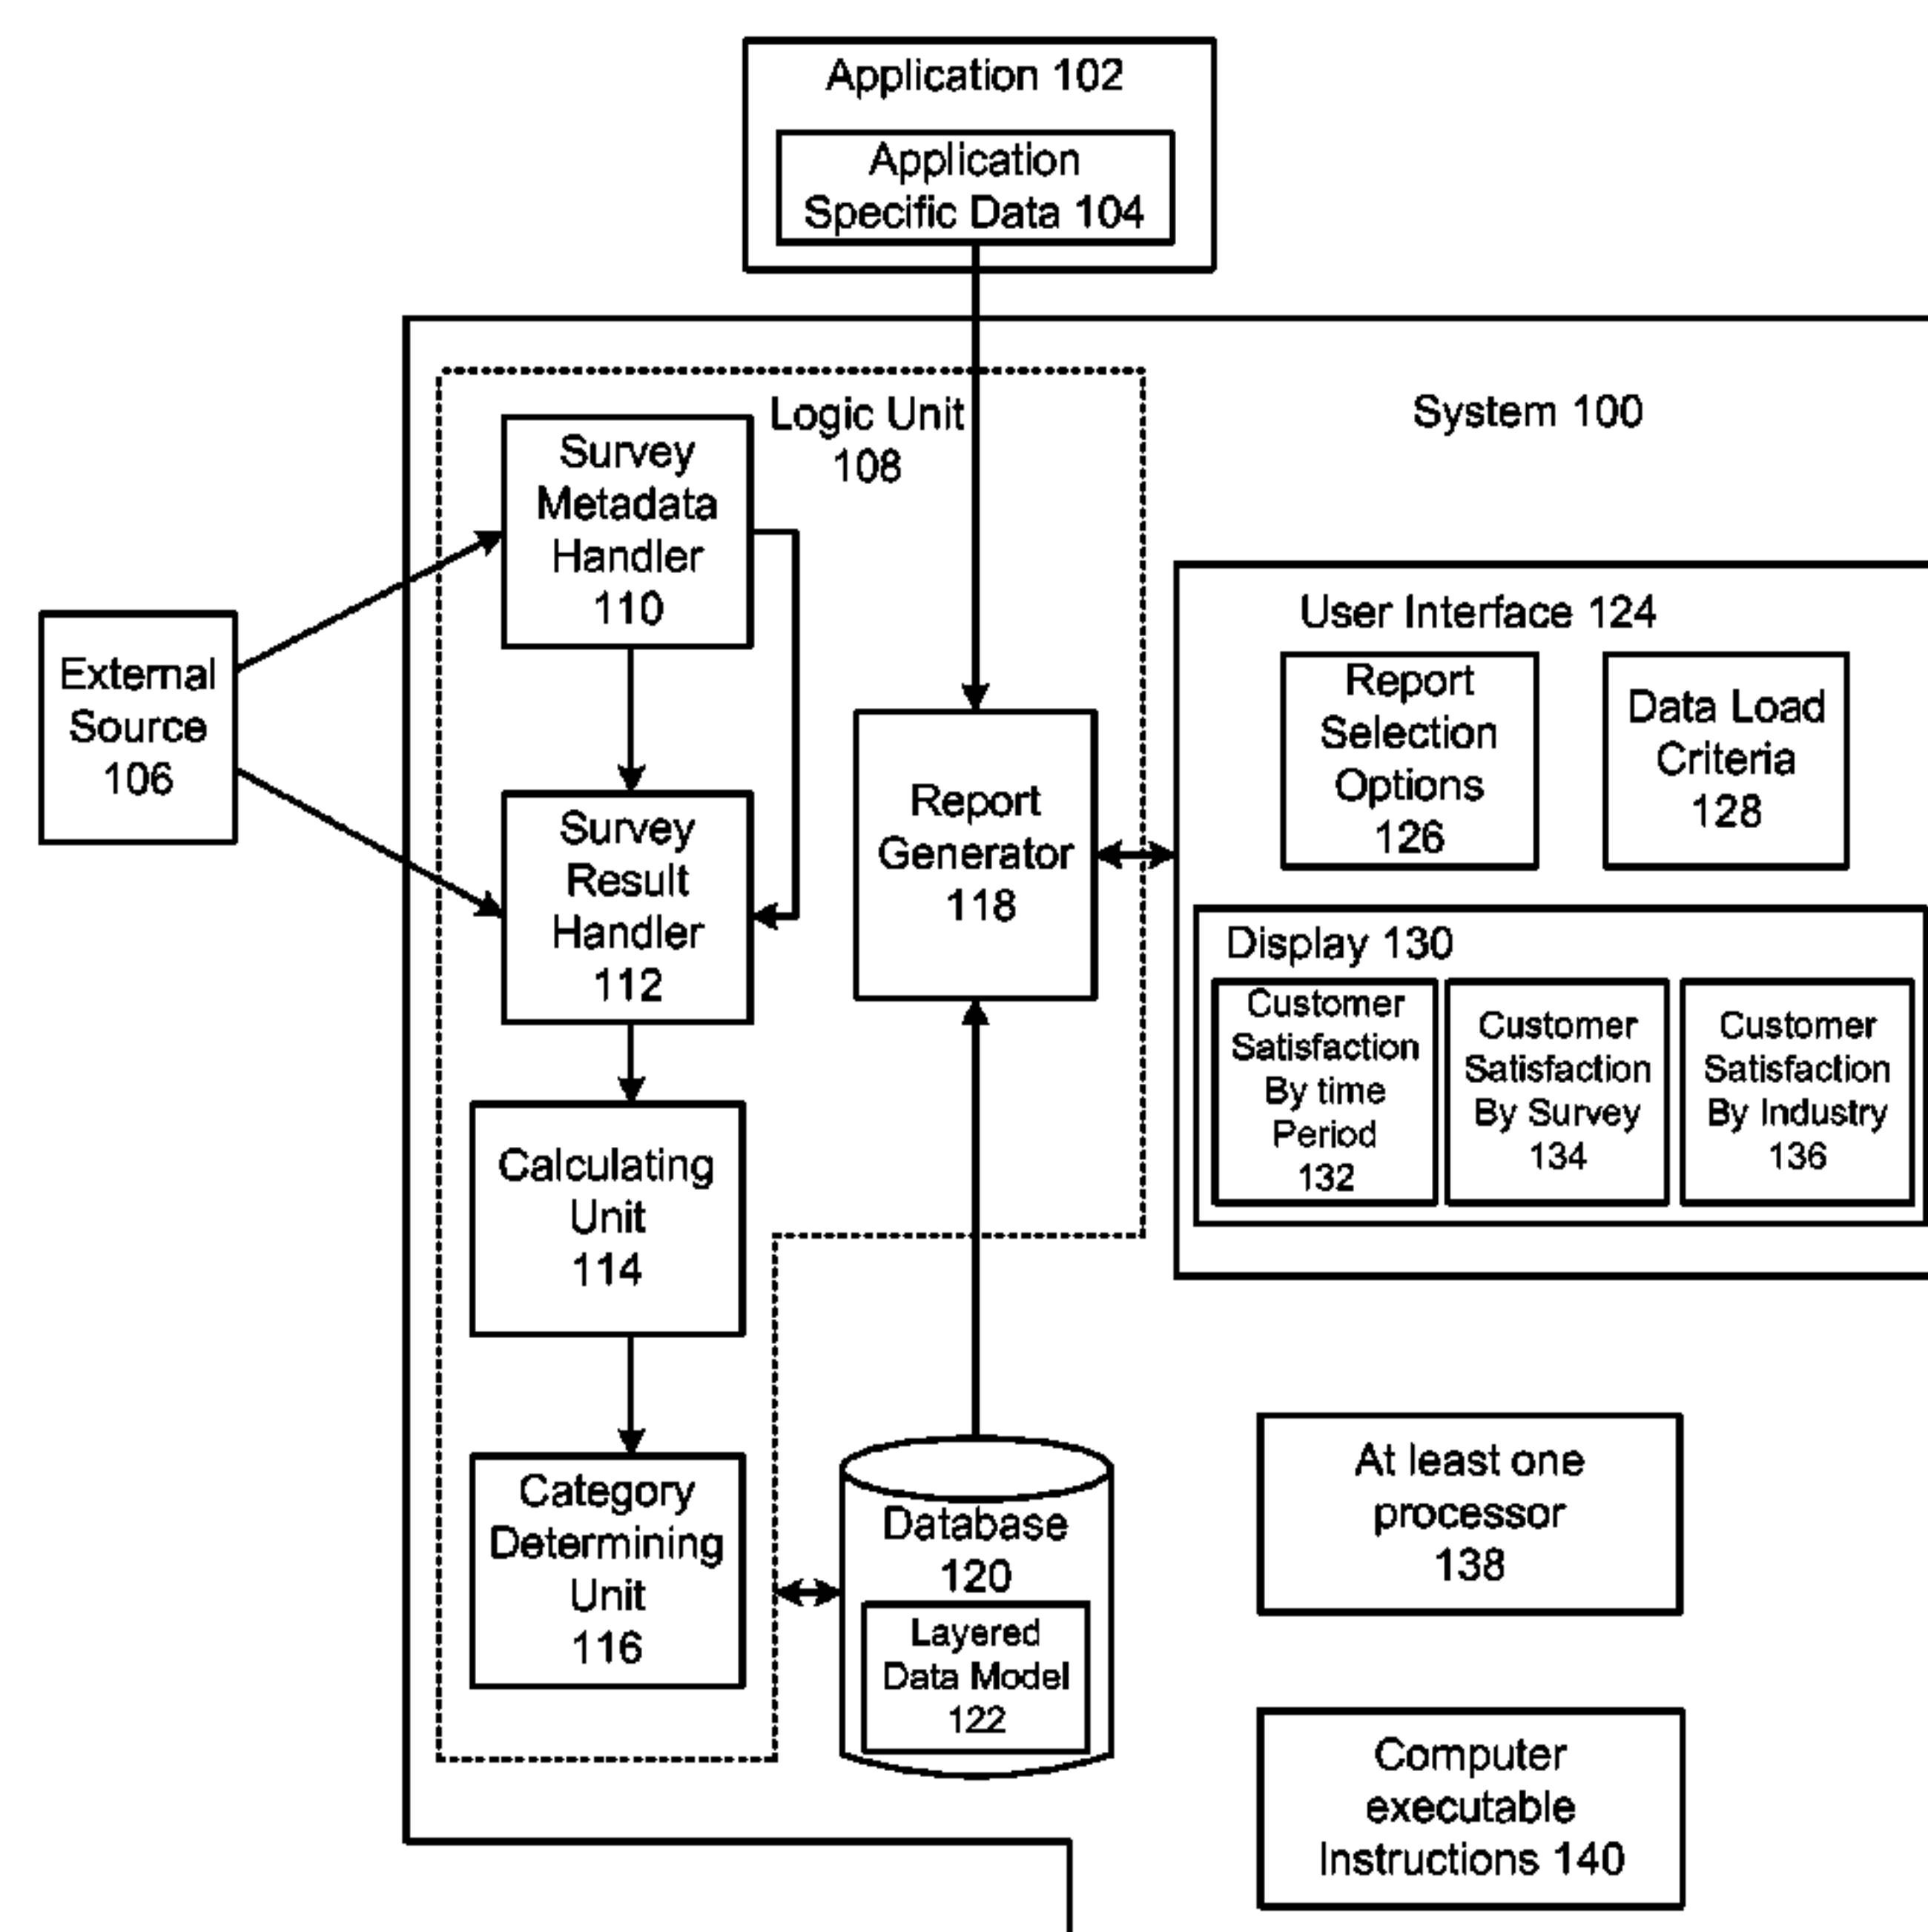 Application 102
Application
Specific Data 104
System 100
Logic Unit
108
Survey
Metadata
Handler
110
External
Source
106
Survey
Result
Handler
112
Report
Generator
118
User Interface 124
Report
Selection
Options
126
Data Load
Criteria
128
Display 130
Customer
Satisfaction
By time
Period
132
Customer
Satisfaction
By Survey
134
Customer
Satisfaction
By Industry
136
Calculating
Unit
114
Category
Determining
Unit
116
Database
120
Layered
Data Model
122
At least one
processor
138
Computer
executable
Instructions 140